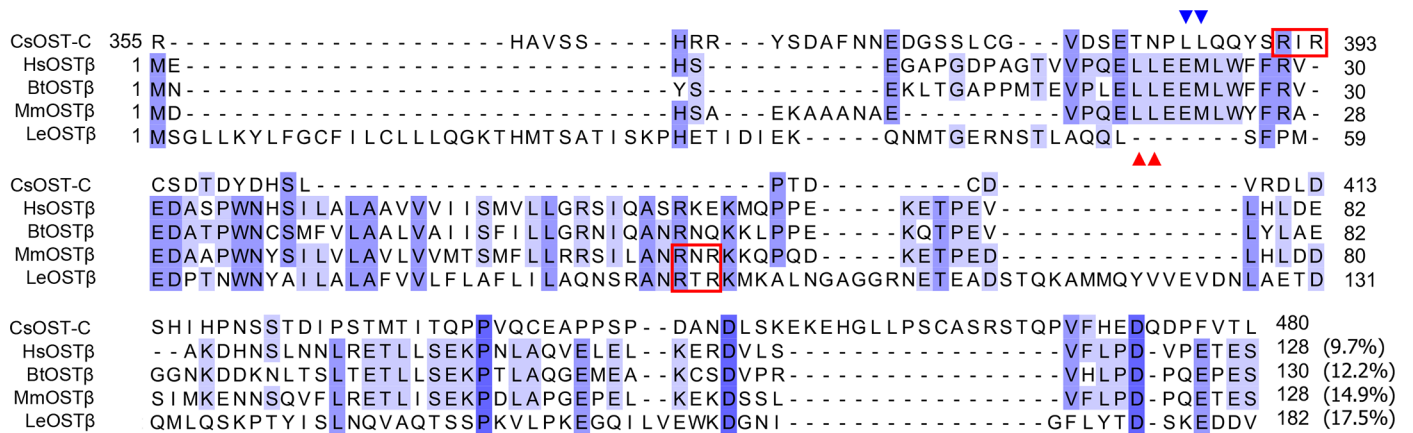 CsOST-C 355 R---------------------HAVSS-----HRR---YSDAFNNEDGSSLCG---VDSETNPLLQQYSRIR 393
HsOSTβ 1 ME------------------------------HS-----------EGAPGDPAGTVVPQELLEEMLWFFRV- 30
BtOSTβ 1 MN------------------------------YS-----------EKLTGAPPMTEVPLELLEEMLWFFRV- 30
MmOSTβ 1 MD------------------------------HSA---EKAAANAE----------VPQELLEEMLWYFRA- 28
LeOSTβ 1 MSGLLKYLFGCFILCLLLQGKTHMTSATISKPHETIDIEK-----QNMTGERNSTLAQQL-------SFPM- 59
CsOST-C CSDTDYDHSL----------------------------PTD---------CD---------------VRDLD 413
HsOSTβ EDASPWNHSILALAAVVVIISMVLLGRSIQASRKEKMQPPE-----KETPEV---------------LHLDE 82
BtOSTβ EDATPWNCSMFVLAALVAIISFILLGRNIQANRNQKKLPPE-----KQTPEV---------------LYLAE 82
MmOSTβ EDAAPWNYSILVLAVLVVMTSMFLLRRSILANRNRKKQPQD-----KETPED---------------LHLDD 80
LeOSTβ EDPTNWNYAILALAAFVVLFLAFLILAQNSRANRTRKMKALNGAGGRNETEADSTQKAMMQYVVEVDNLAETD 131
CsOST-C SHIHPNSSTDIPSTMTITQPPVQCEAPPSP--DANDLSKEKEHGLLPSCASRSTQPVFHEDQDPFVTL 480
HsOSTβ --AKDHNSLNNLRETLLSEKPNLAQVELEL--KERDVLS-----------------VFLPD-VPETES 128 (9.7%)
BtOSTβ GGNKDDKNLTSLTETLLSEKPTLAQGEMEA--KCSDVPR-----------------VHLPD-PQEPES 130 (12.2%)
MmOSTβ SIMKENNSQVFLRETLISEKPDLAPGEPEL--KEKDSSL-----------------VFLPD-PQETES 128 (14.9%)
LeOSTβ QMLQSKPTYISLNQVAQTSSPKVLPKEGQILVEWKDGNI----------------GFLYTD-SKEDDV 182 (17.5%)